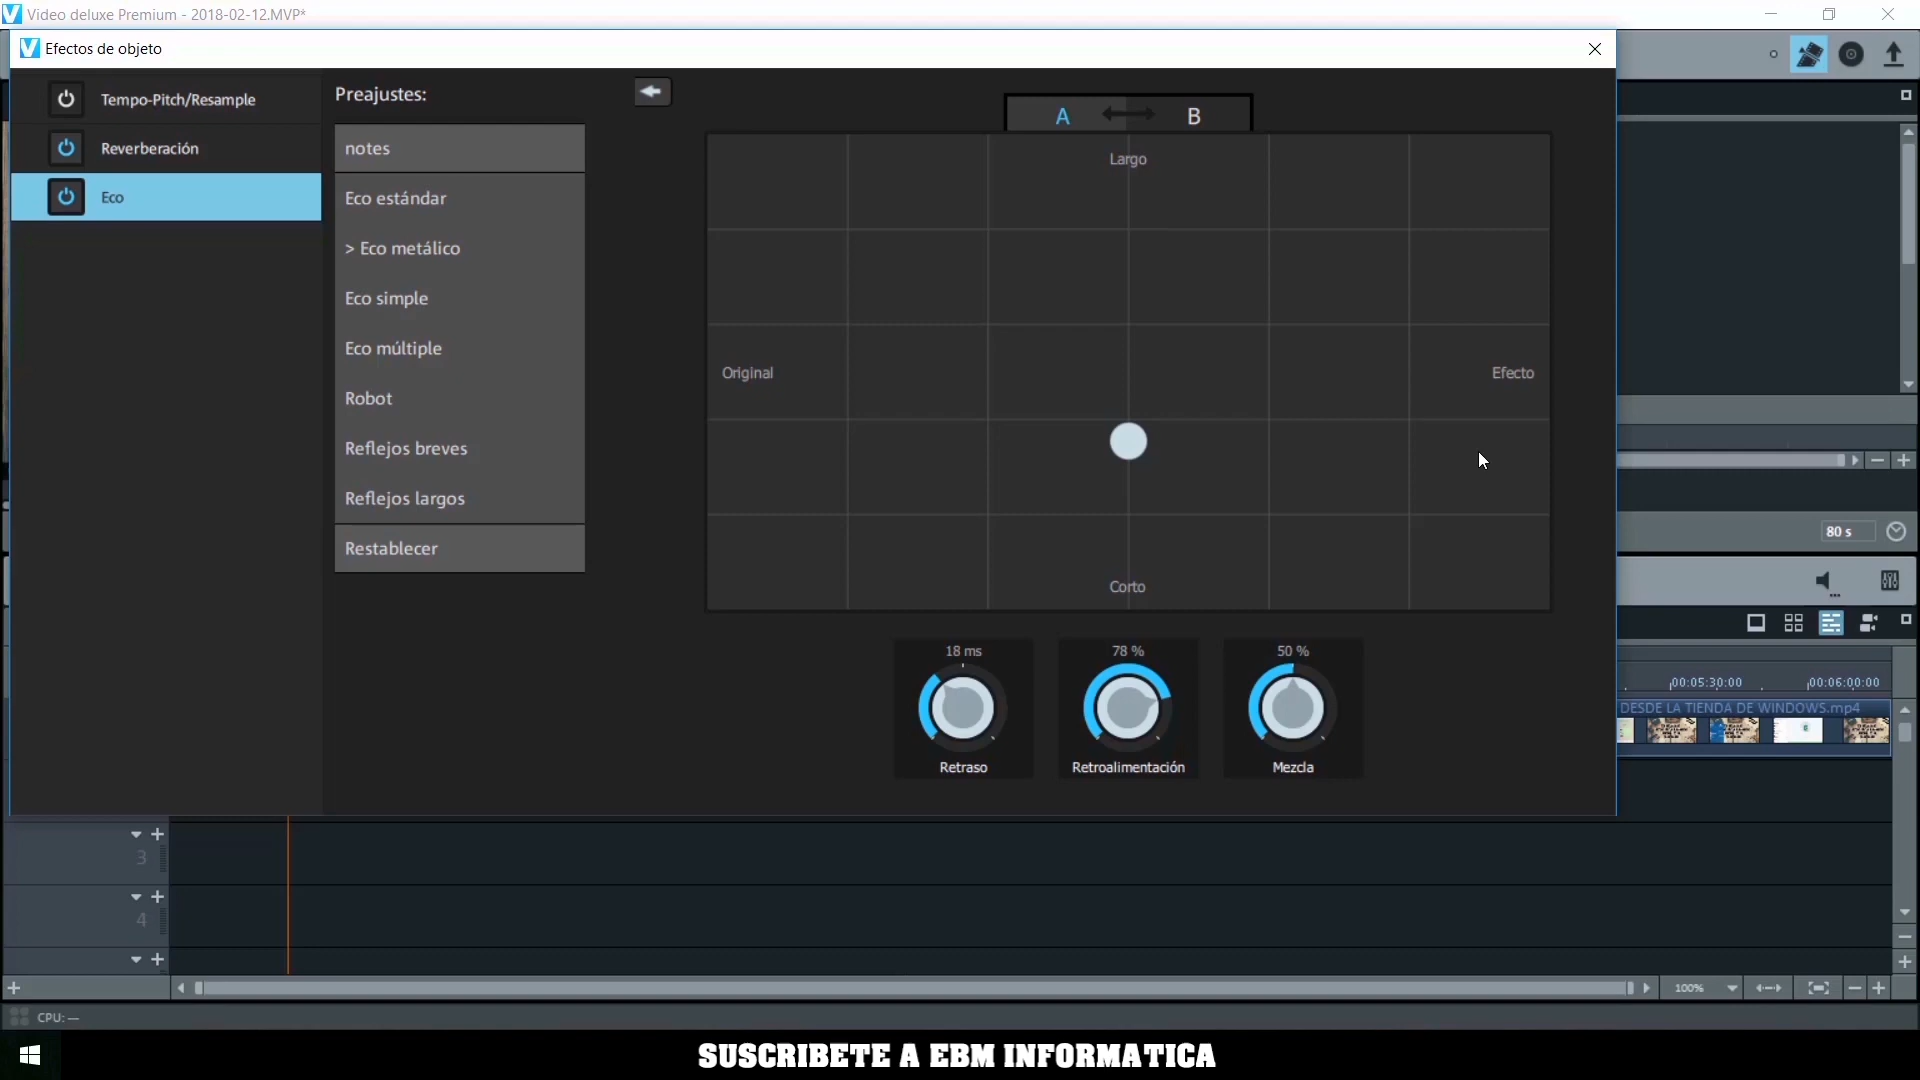 Video deluxe Premium - 2018-02-12.MVP*
Efectos de objeto
Tempo-Pitch/Resample
Reverberación
Eco
Preajustes:
notes
Eco estándar
> Eco metálico
Eco simple
Eco múltiple
Robot
Reflejos breves
Reflejos largos
Restablecer
A
B
Largo
Original
Efecto
Corto
18 ms
78 %
50 %
Retraso
Retroalimentación
Mezcla
80 s
00:05:30:00
00:06:00:00
DESDE LA TIENDA DE WINDOWS.mp4
3
4
100%
CPU: —
SUSCRIBETE A EBM INFORMATICA